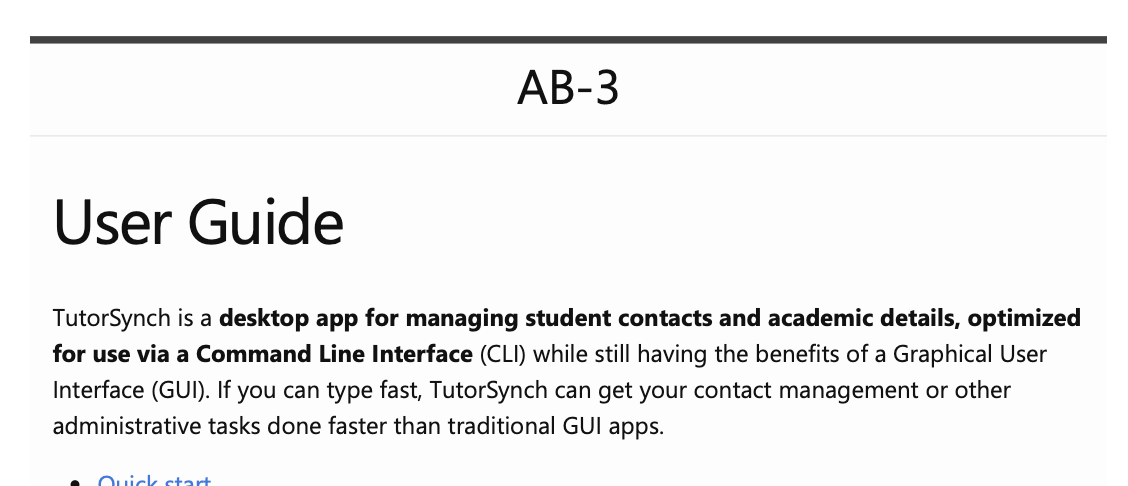 AB-3
User Guide
TutorSynch is a desktop app for managing student contacts and academic details, optimized
for use via a Command Line Interface (CLI) while still having the benefits of a Graphical User
Interface (GUI). If you can type fast, TutorSynch can get your contact management or other
administrative tasks done faster than traditional GUI apps.
• Quick start